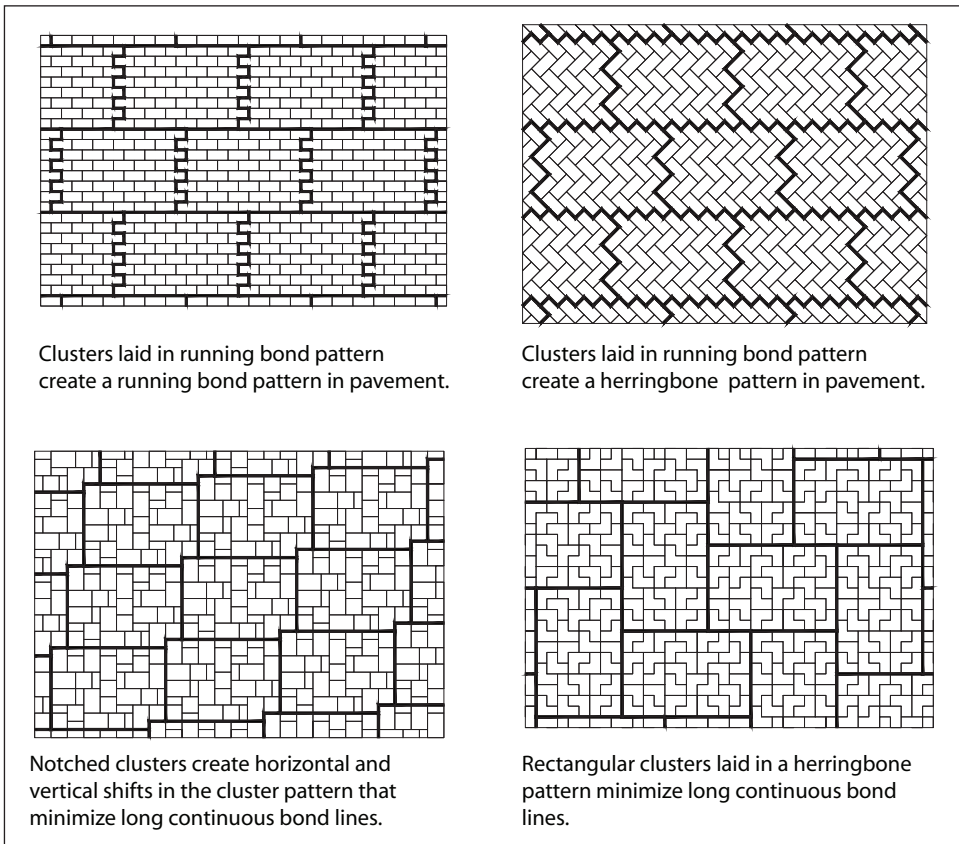 Clusters laid in running bond pattern
create a running bond pattern in pavement.
Clusters laid in running bond pattern
create a herringbone pattern in pavement.
Notched clusters create horizontal and
vertical shifts in the cluster pattern that
minimize long continuous bond lines.
Rectangular clusters laid in a herringbone
pattern minimize long continuous bond
lines.